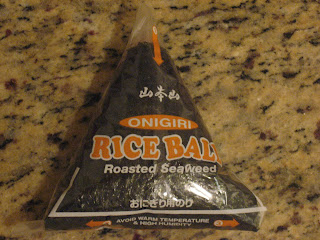 山本山
ONIGIRI
RICE BALL
Roasted Seaweed
おにぎり用のり
AVOID WARM TEMPERATURE
& HIGH HUMIDITY